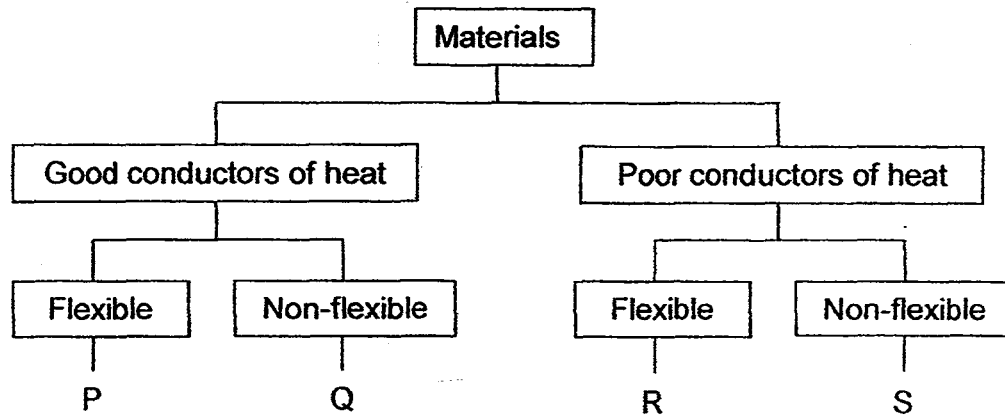 Materials
Good conductors of heat
Poor conductors of heat
Flexible
Non-flexible
Flexible
Non-flexible
P
Q
R
S